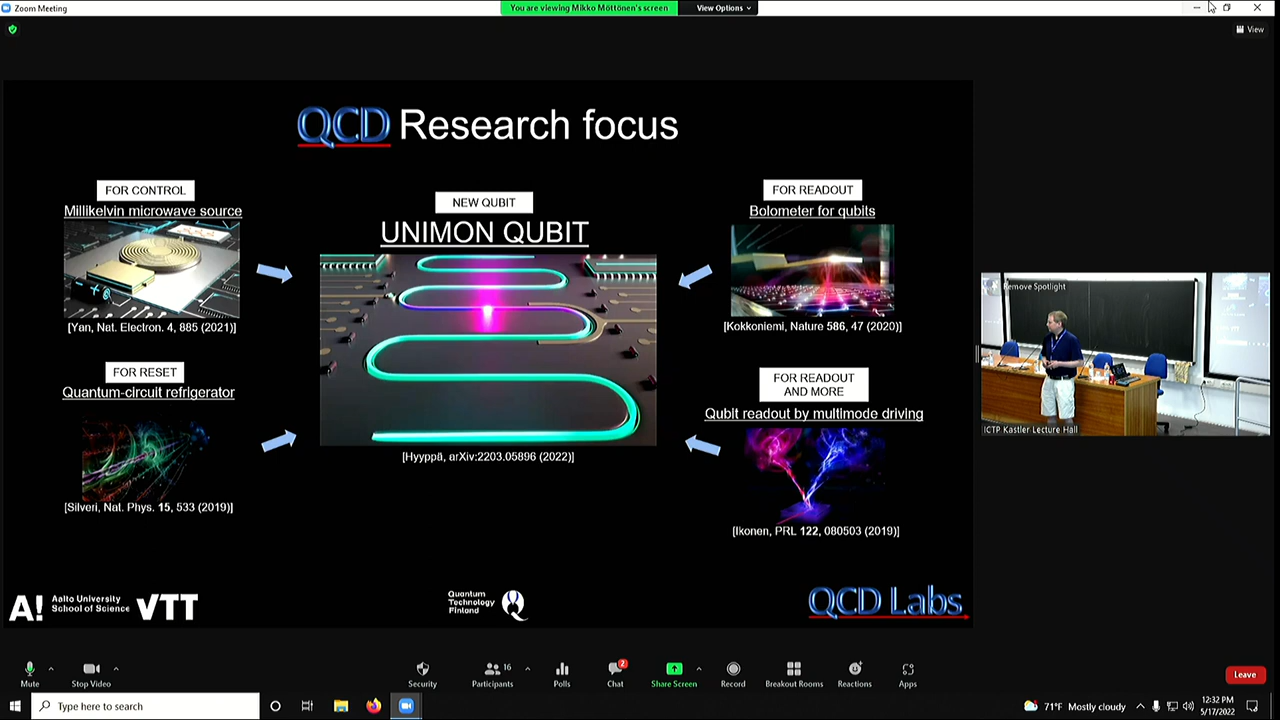 Zoom Meeting
You are viewing Mikko Möttönen's screen
View Options
View
QCD Research focus
FOR CONTROL
Millikelvin microwave source
[Yan, Nat. Electron. 4, 885 (2021)]
FOR RESET
Quantum-circuit refrigerator
[Silveri, Nat. Phys. 15, 533 (2019)]
NEW QUBIT
UNIMON QUBIT
[Hyyppä, arXiv:2203.05896 (2022)]
FOR READOUT
Bolometer for qubits
[Kokkoniemi, Nature 586, 47 (2020)]
FOR READOUT
AND MORE
Qubit readout by multimode driving
[Ikonen, PRL 122, 080503 (2019)]
Remove Spotlight
ICTP Kastler Lecture Hall
A! Aalto University
School of Science
VTT
Quantum
Technology
Finland
QCD Labs
Mute
Stop Video
Security
16
Participants
Polls
2
Chat
Share Screen
Record
Breakout Rooms
Reactions
Apps
Leave
Type here to search
71°F Mostly cloudy
12:32 PM
5/17/2022